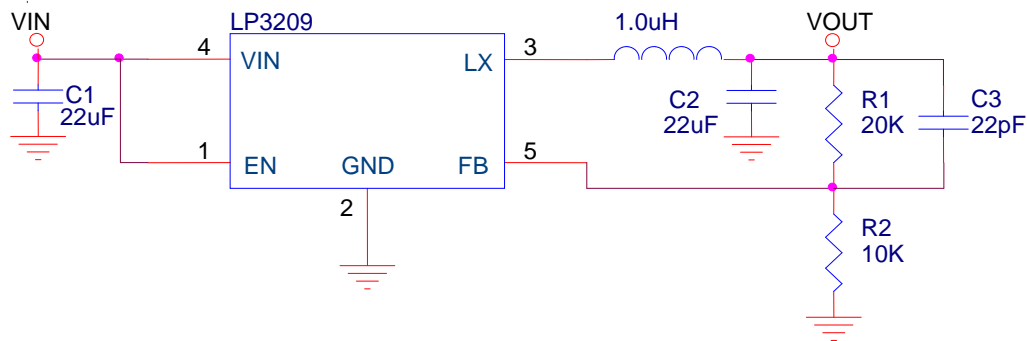 VIN
LP3209
1.0uH
VOUT
4
VIN
LX
3
C1
22uF
C2
22uF
R1
20K
C3
22pF
1
EN
GND
FB
5
2
R2
10K